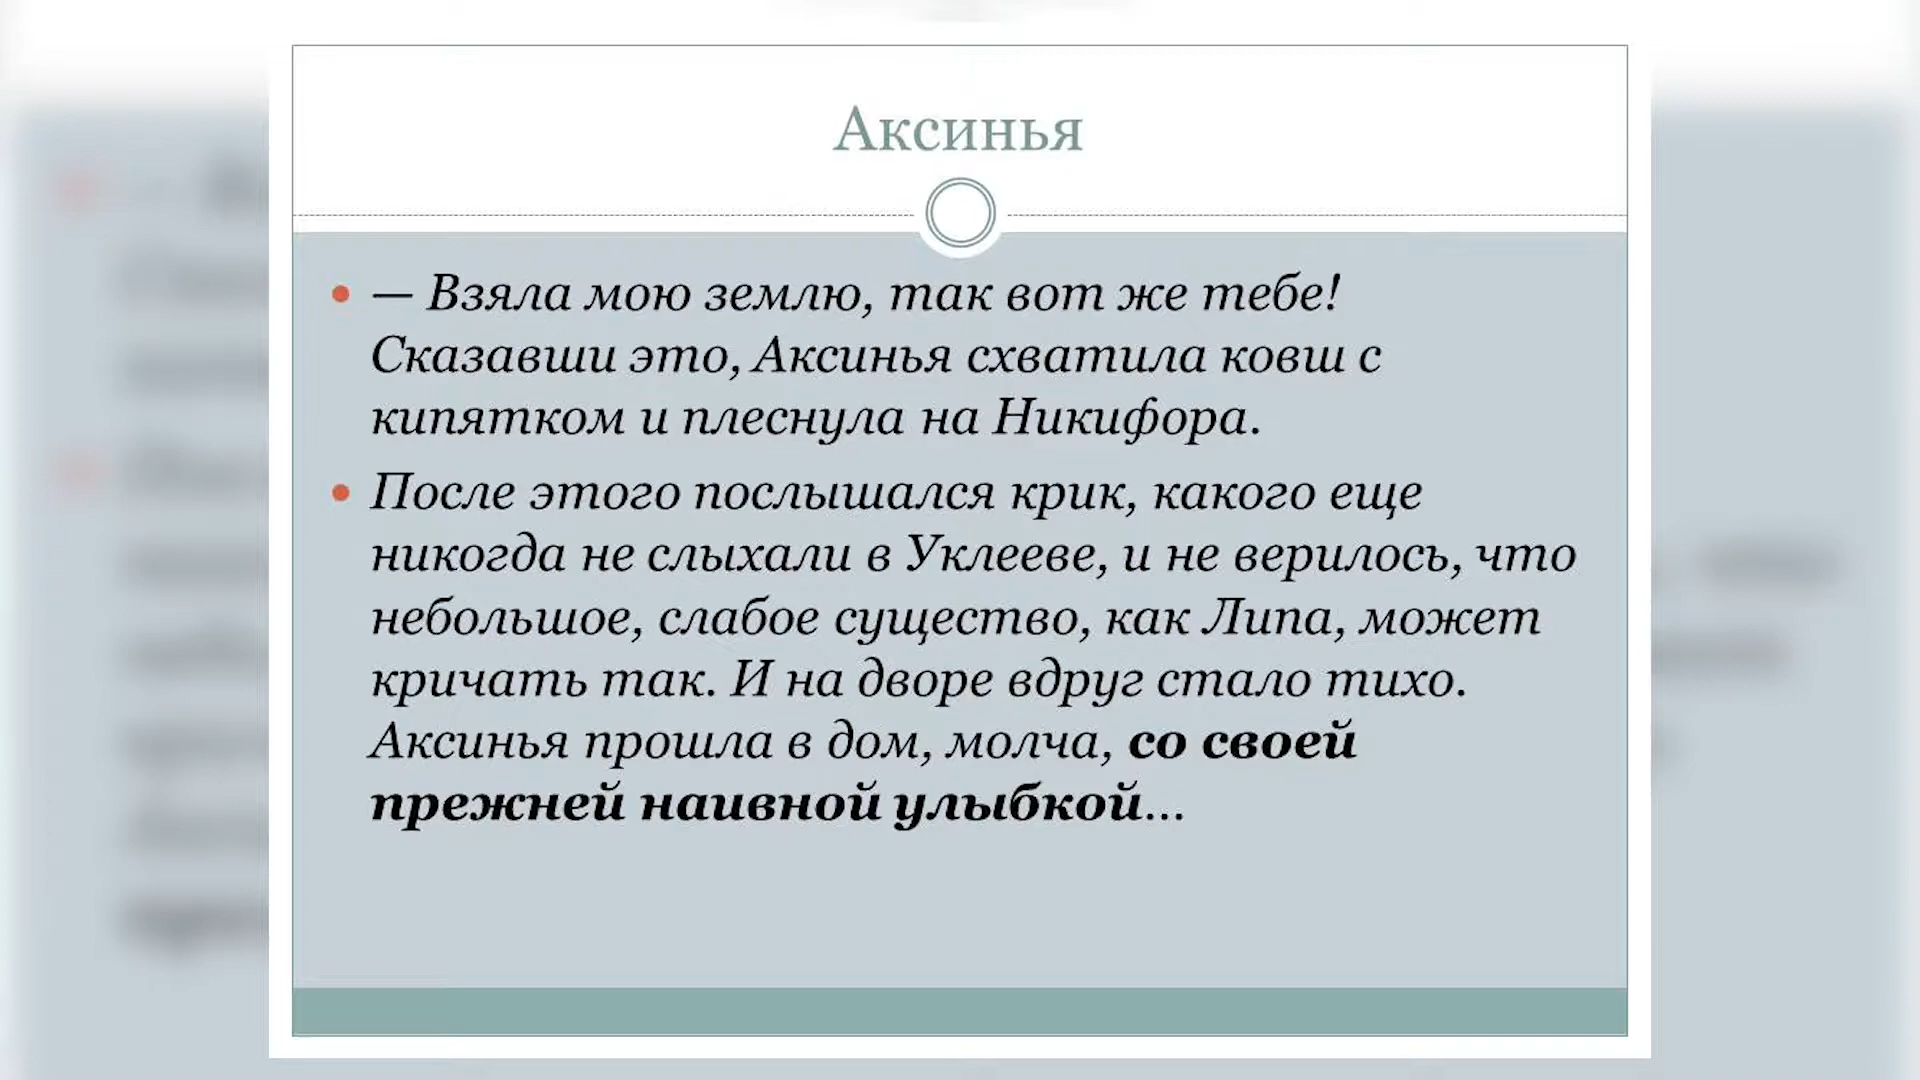 Аксинья
— Взяла мою землю, так вот же тебе!
Сказавши это, Аксинья схватила ковш с
кипятком и плеснула на Никифора.
После этого послышался крик, какого еще
никогда не слыхали в Уклееве, и не верилось, что
небольшое, слабое существо, как Липа, может
кричать так. И на дворе вдруг стало тихо.
Аксинья прошла в дом, молча, со своей
прежней наивной улыбкой...